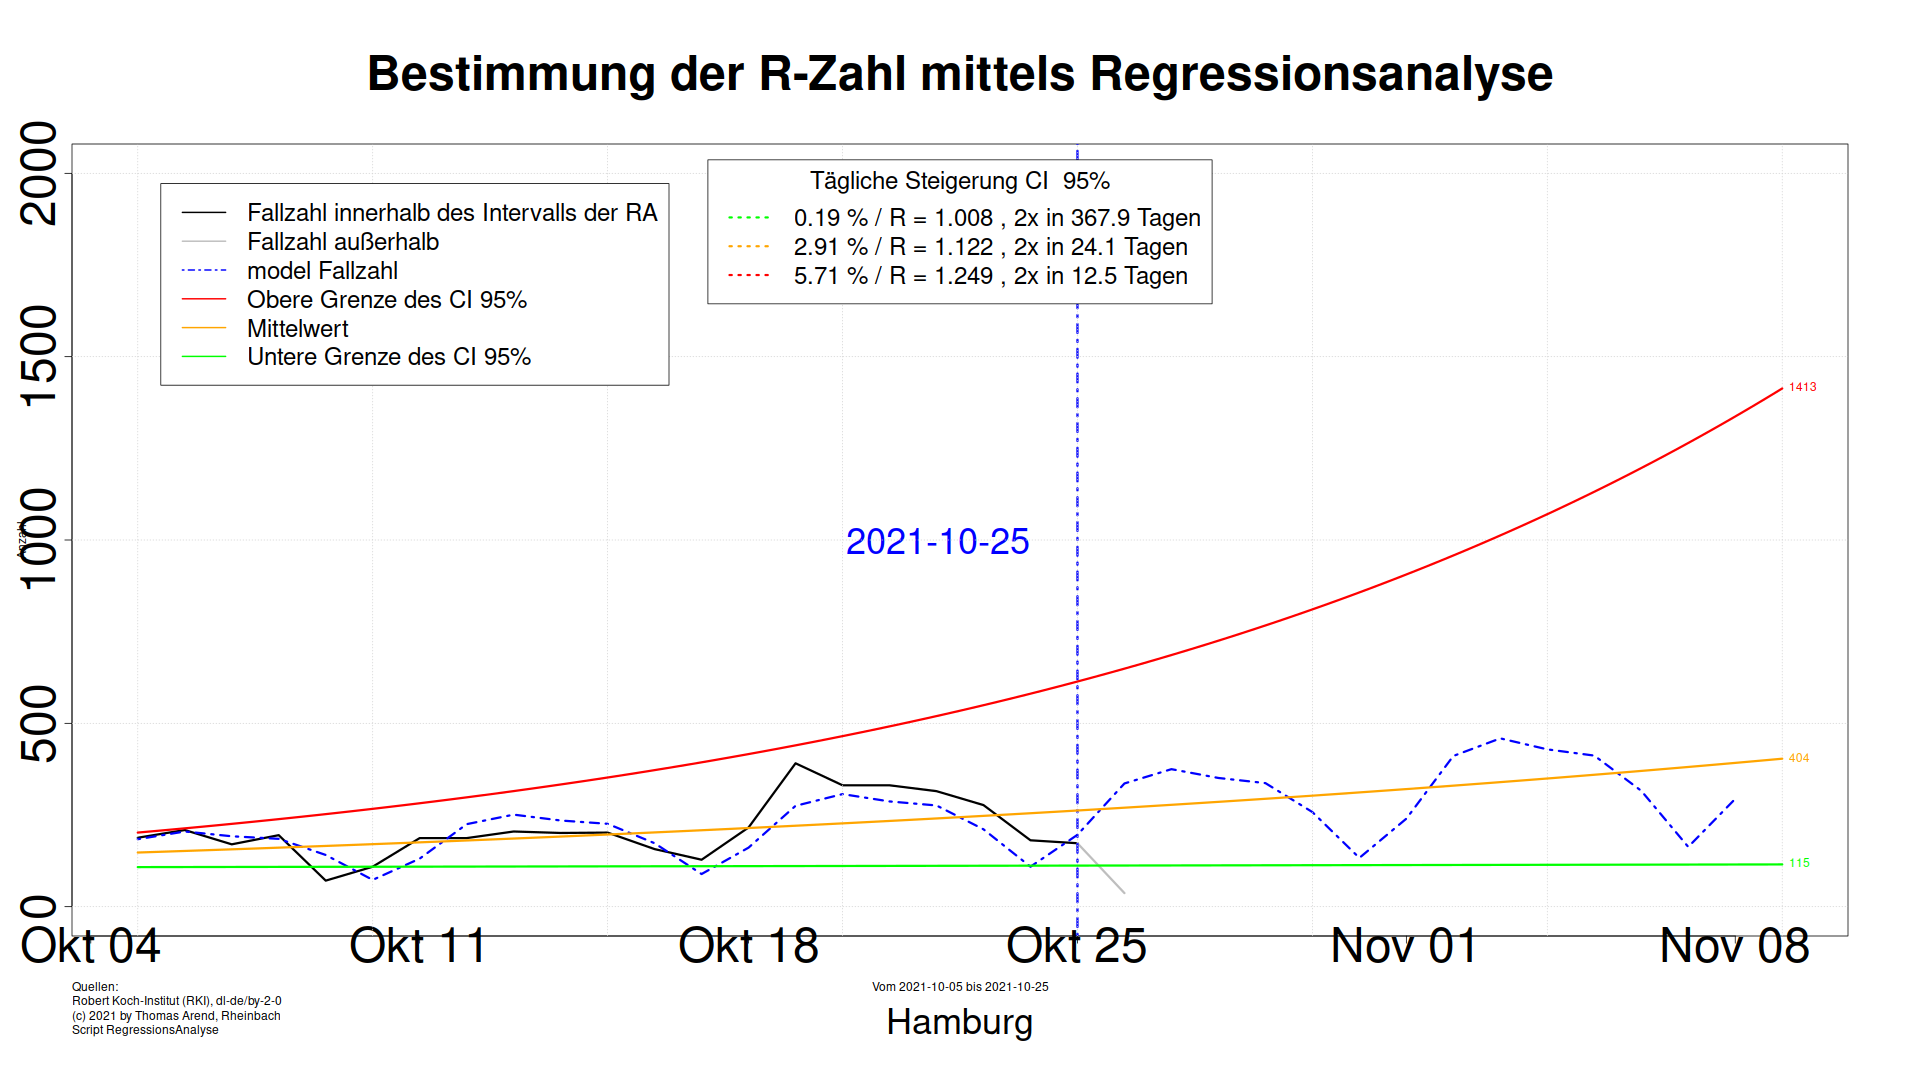 Bestimmung der R-Zahl mittels Regressionsanalyse
Anzahl
2000
1500
1000
500
0
Fallzahl innerhalb des Intervalls der RA
Fallzahl außerhalb
model Fallzahl
Obere Grenze des CI 95%
Mittelwert
Untere Grenze des CI 95%
Tägliche Steigerung CI  95%
0.19 % / R = 1.008 , 2x in 367.9 Tagen
2.91 % / R = 1.122 , 2x in 24.1 Tagen
5.71 % / R = 1.249 , 2x in 12.5 Tagen
1413
2021-10-25
404
115
Okt 04 Okt 11 Okt 18 Okt 25 Nov 01 Nov 08
Quellen:
Robert Koch-Institut (RKI), dl-de/by-2-0
(c) 2021 by Thomas Arend, Rheinbach
Script RegressionsAnalyse
Vom 2021-10-05 bis 2021-10-25
Hamburg